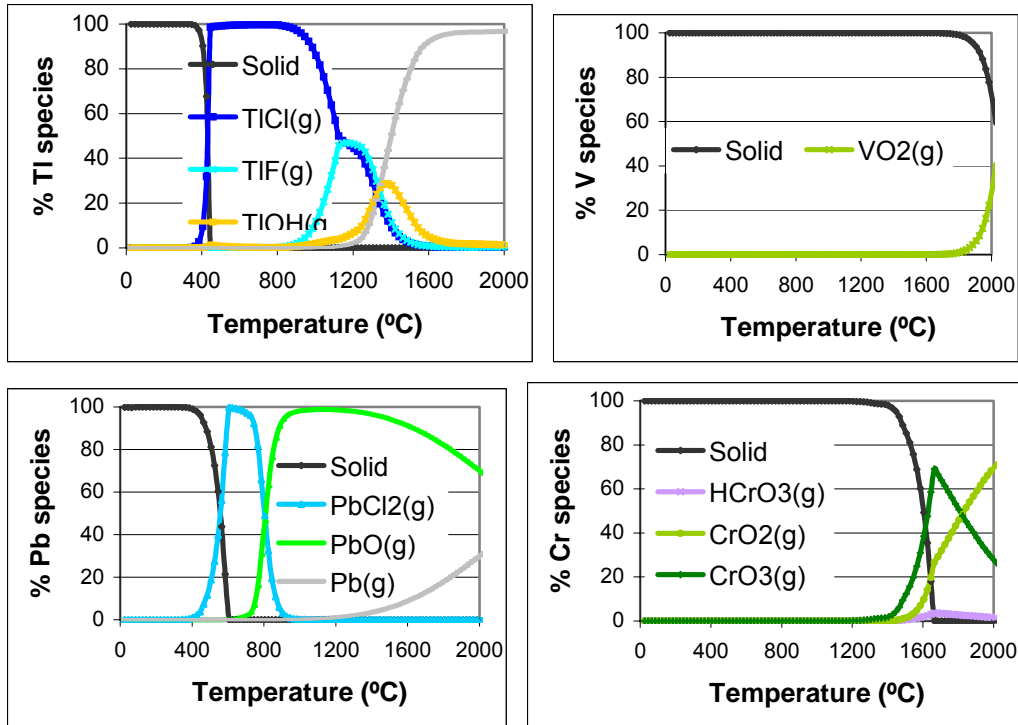 % Tl species
100
80
60
40
20
0
Solid
TlCl(g)
TlF(g)
TlOH(g
0 400 800 1200 1600 2000
Temperature (ºC)
% V species
100
80
60
40
20
0
Solid VO2(g)
0 400 800 1200 1600 2000
Temperature (ºC)
% Pb species
100
80
60
40
20
0
Solid
PbCl2(g)
PbO(g)
Pb(g)
0 400 800 1200 1600 2000
Temperature (ºC)
% Cr species
100
80
60
40
20
0
Solid
HCrO3(g)
CrO2(g)
CrO3(g)
0 400 800 1200 1600 2000
Temperature (ºC)